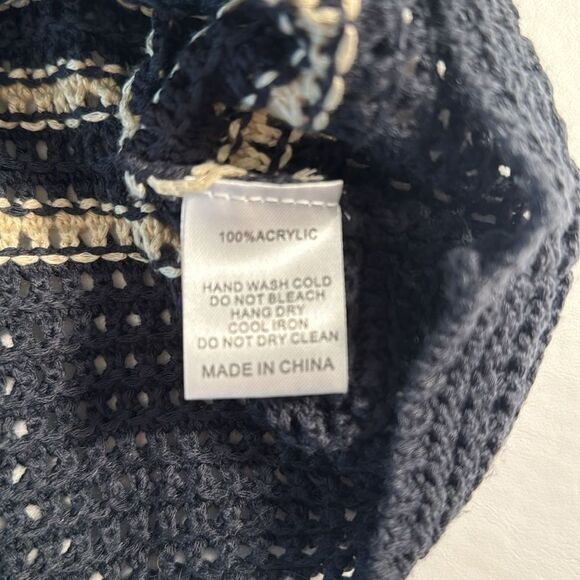 100%ACRYLIC
HAND WASH COLD
DO NOT BLEACH
HANG DRY
COOL IRON
DO NOT DRY CLEAN
MADE IN CHINA